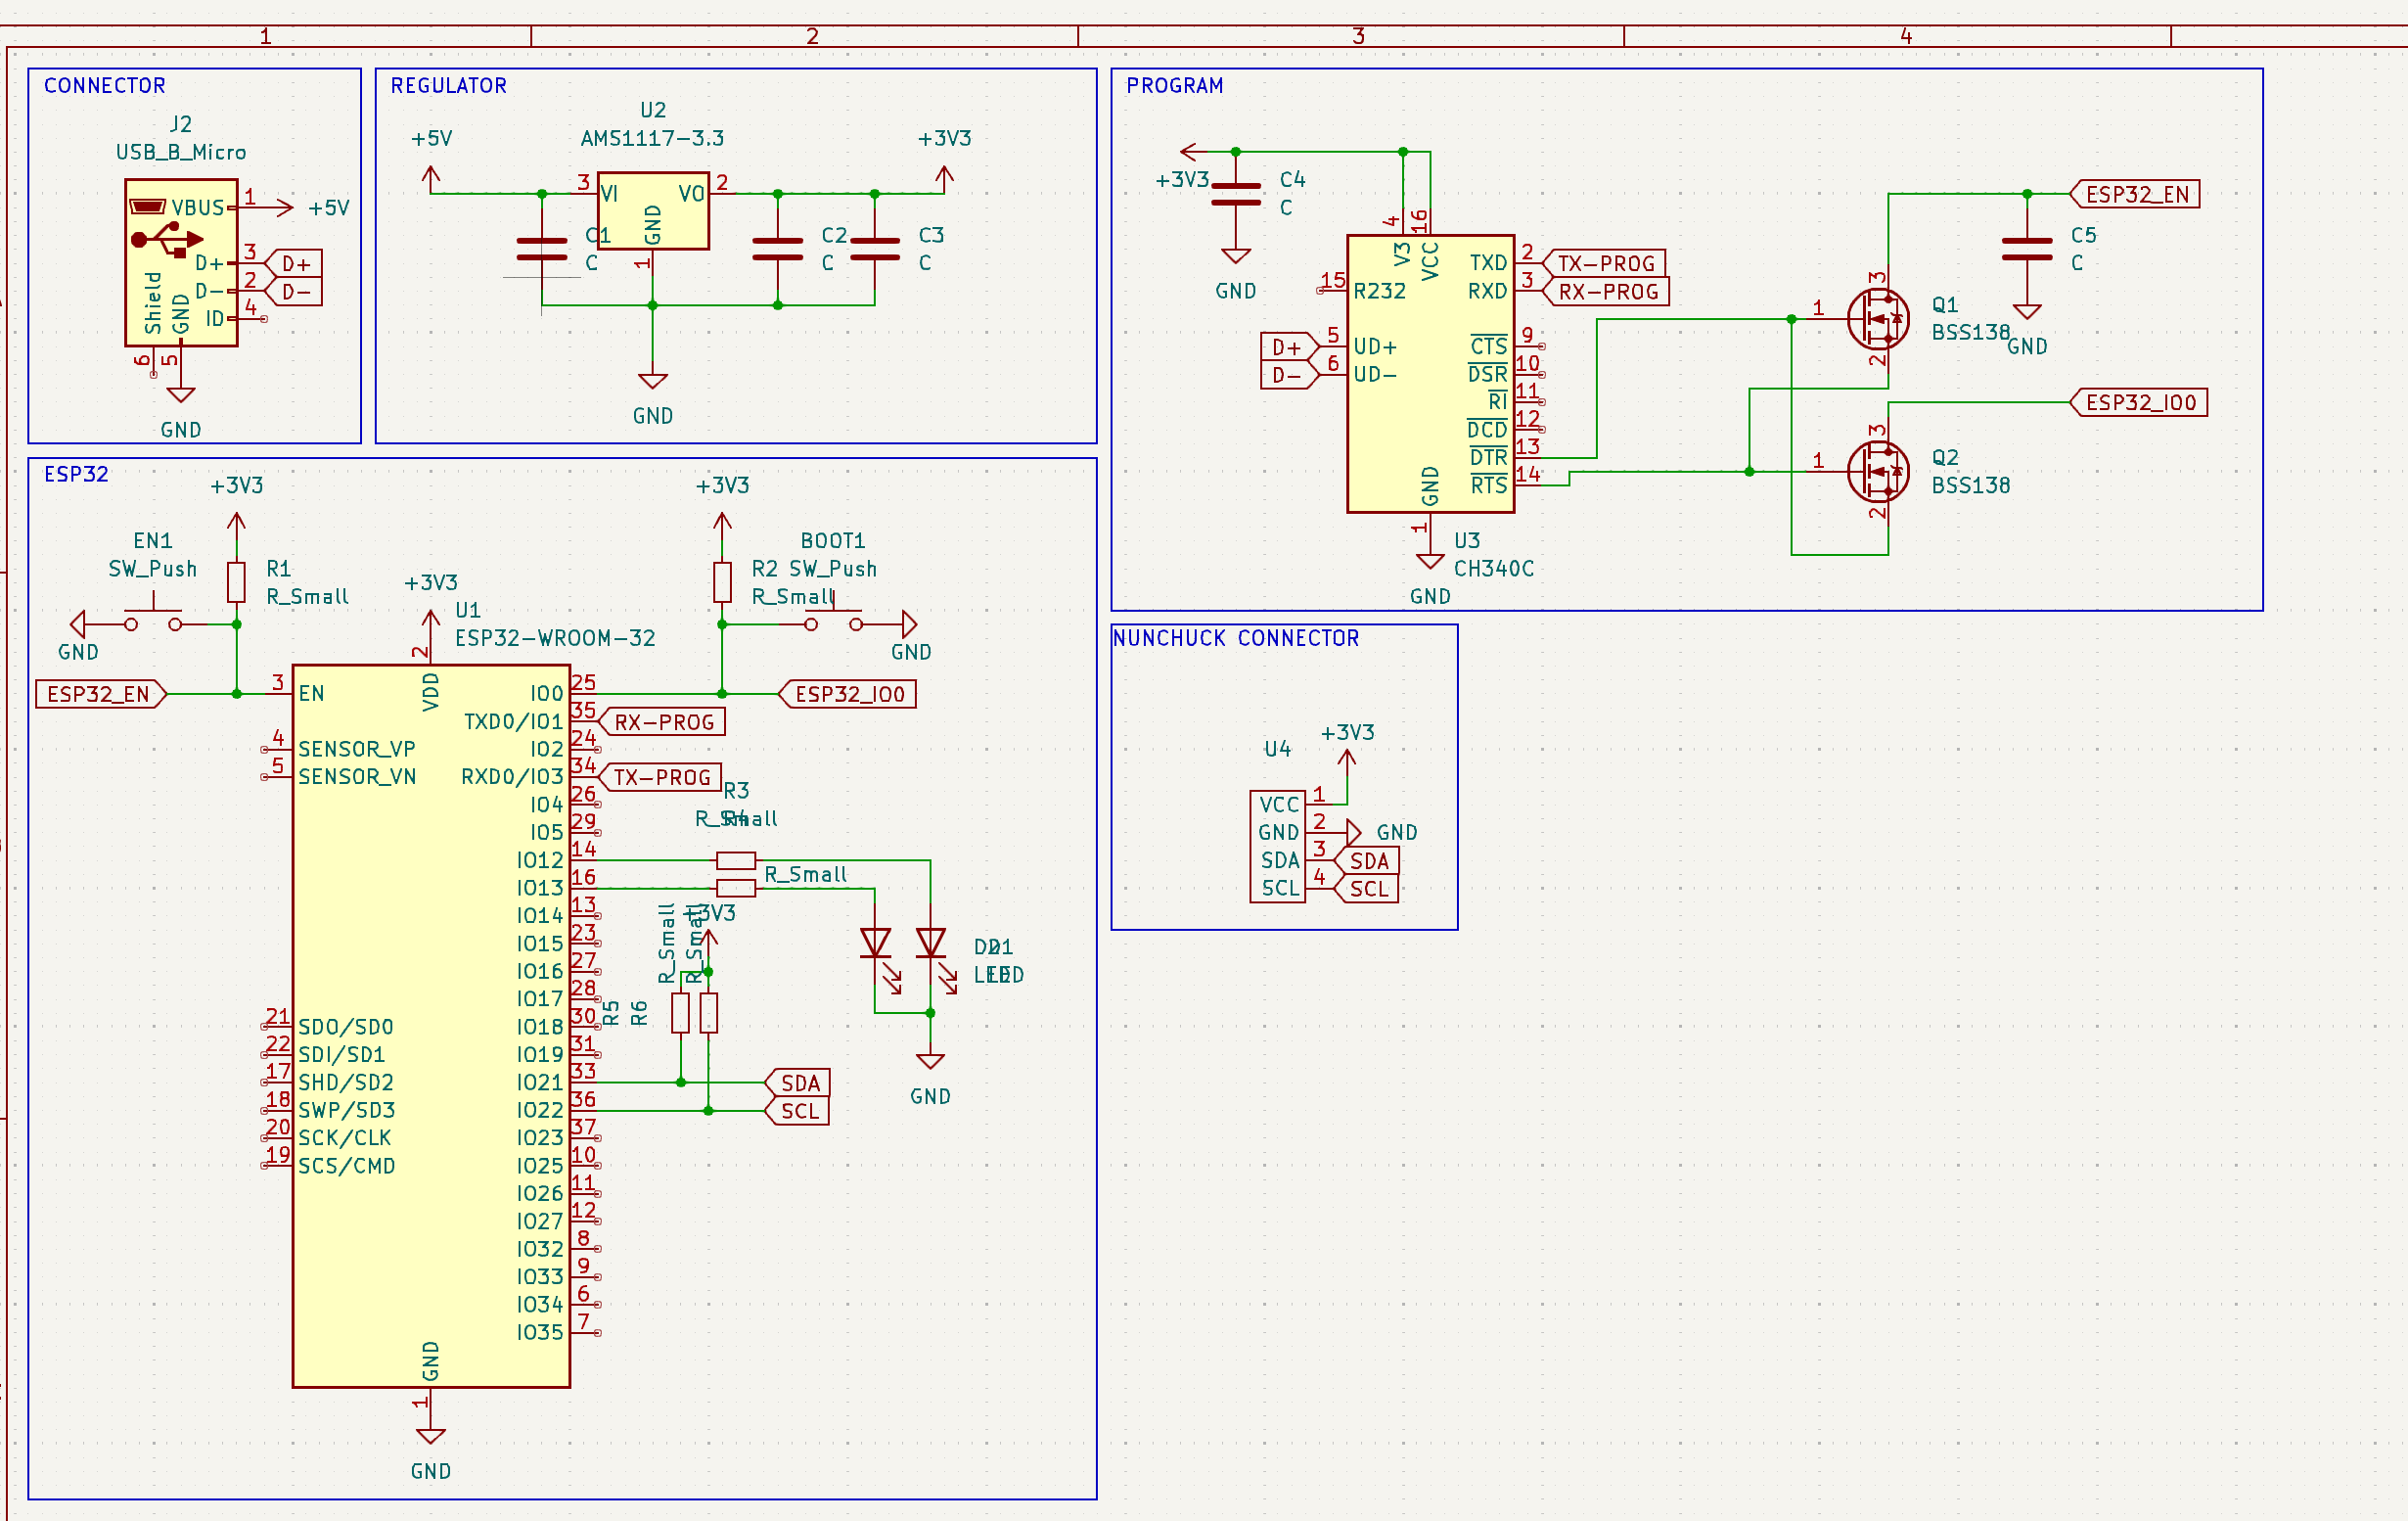 1 2 3 4
CONNECTOR
J2
USB_B_Micro
VBUS 1 +5V
D+ 3 D+
D- 2 D-
ID 4
Shield
GND
6 5
GND
REGULATOR
+5V
U2
AMS1117-3.3
+3V3
3 VI VO 2
GND
1
C1
C
C2
C
C3
C
GND
PROGRAM
+3V3
C4
C
GND
4 16
V3 VCC
15 R232
D+ 5 UD+
D- 6 UD-
TXD 2 TX-PROG
RXD 3 RX-PROG
CTS 9
DSR 10
RI 11
DCD 12
DTR 13
RTS 14
GND
1
U3
CH340C
GND
ESP32_EN
C5
C
GND
3
1
2
Q1
BSS138
ESP32_IO0
3
1
2
Q2
BSS138
ESP32
+3V3
EN1
SW_Push
R1
R_Small
GND
+3V3
U1
ESP32-WROOM-32
+3V3
BOOT1
R2 SW_Push
R_Small
GND
2
VDD
ESP32_EN 3 EN
4 SENSOR_VP
5 SENSOR_VN
21 SDO/SD0
22 SDI/SD1
17 SHD/SD2
18 SWP/SD3
20 SCK/CLK
19 SCS/CMD
IO0 25 ESP32_IO0
TXD0/IO1 35 RX-PROG
IO2 24
RXD0/IO3 34 TX-PROG
IO4 26
IO5 29
IO12 14
IO13 16
IO14 13
IO15 23
IO16 27
IO17 28
IO18 30
IO19 31
IO21 33 SDA
IO22 36 SCL
IO23 37
IO25 10
IO26 11
IO27 12
IO32 8
IO33 9
IO34 6
IO35 7
GND
1
GND
R3
R_Small
R4
R_Small
+3V3
R_Small
R_Small
R5
R6
D2
D1
LED
LED
GND
NUNCHUCK CONNECTOR
U4
+3V3
VCC 1
GND 2 GND
SDA 3 SDA
SCL 4 SCL